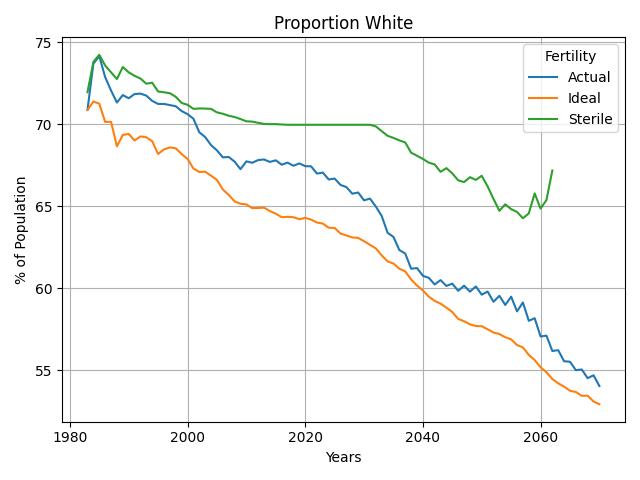 Proportion White
75
70
65
60
55
% of Population
Fertility
Actual
Ideal
Sterile
1980
2000
2020
2040
2060
Years